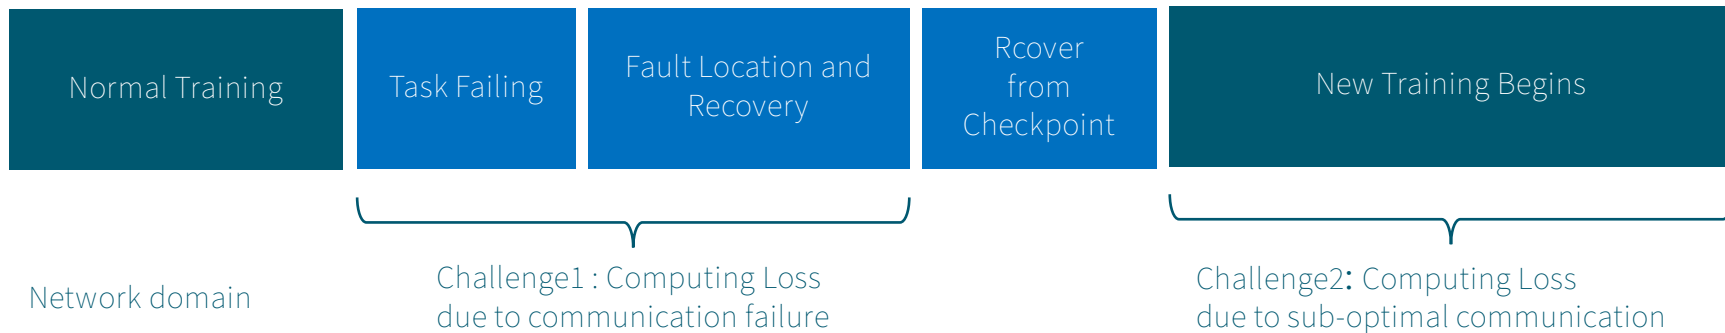 Normal Training
Task Failing
Fault Location and
Recovery
Rcover
from
Checkpoint
New Training Begins
Network domain
Challenge1 : Computing Loss
due to communication failure
Challenge2: Computing Loss
due to sub-optimal communication